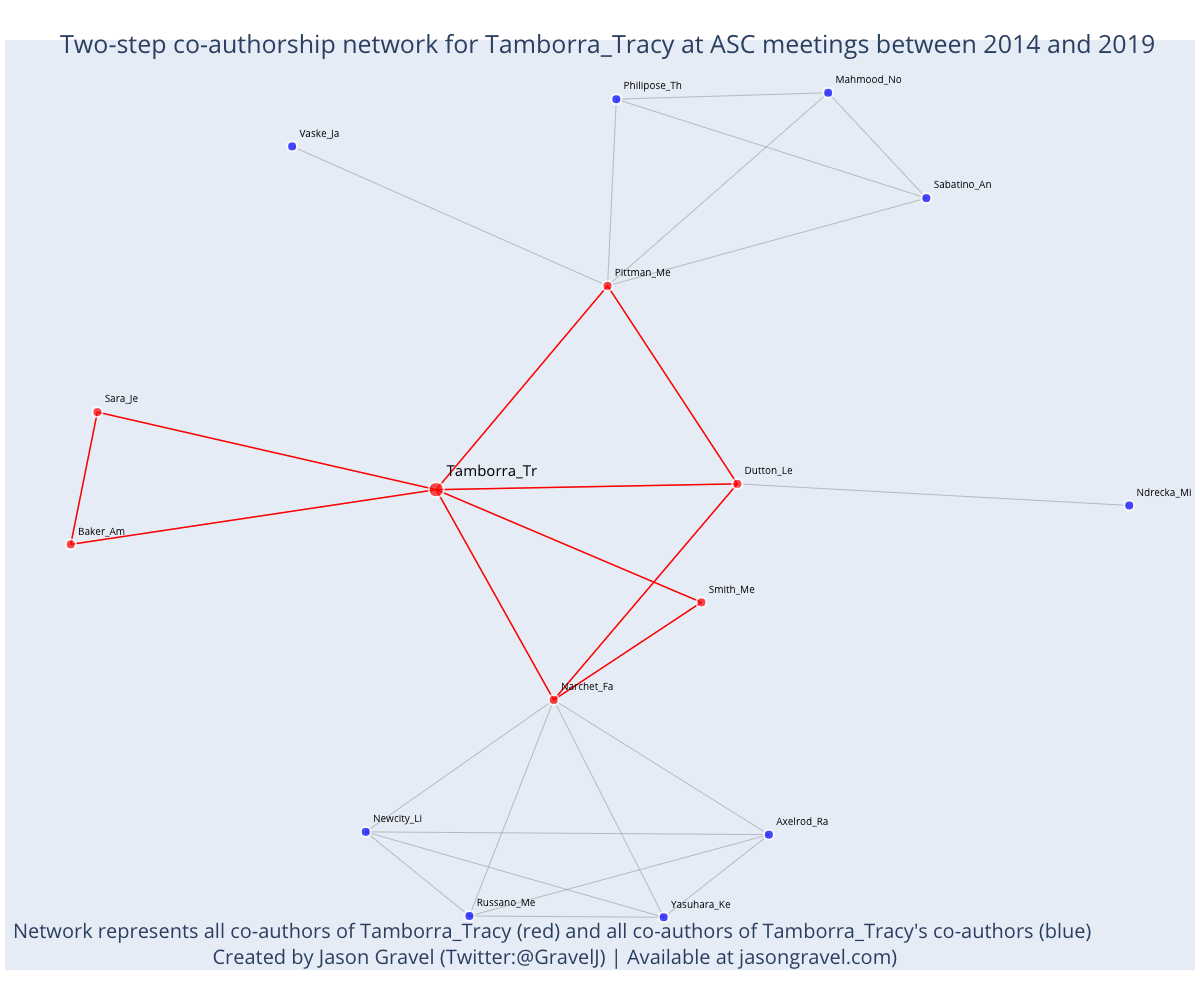 Two-step co-authorship network for Tamborra_Tracy at ASC meetings between 2014 and 2019
Philipose_Th
Mahmood_No
Vaske_Ja
Sabatino_An
Pittman_Me
Sara_Je
Tamborra_Tr
Dutton_Le
Ndrecka_Mi
Baker_Am
Smith_Me
Narchet_Fa
Newcity_Li
Axelrod_Ra
Russano_Me
Yasuhara_Ke
Network represents all co-authors of Tamborra_Tracy (red) and all co-authors of Tamborra_Tracy's co-authors (blue)
Created by Jason Gravel (Twitter:@GravelJ) | Available at jasongravel.com)